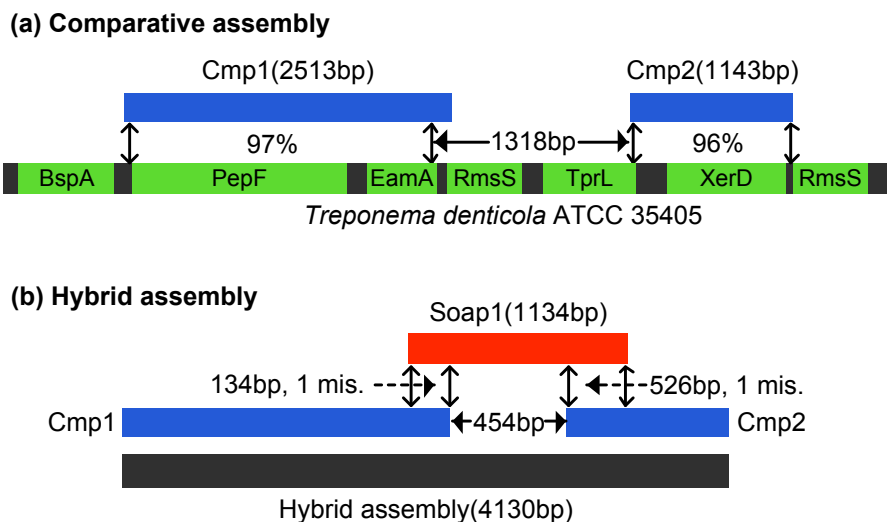 (a) Comparative assembly
Cmp1(2513bp) Cmp2(1143bp)
97% 1318bp 96%
BspA PepF EamA RmsS TprL XerD RmsS
Treponema denticola ATCC 35405
(b) Hybrid assembly
Soap1(1134bp)
134bp, 1 mis. 526bp, 1 mis.
Cmp1 454bp Cmp2
Hybrid assembly(4130bp)